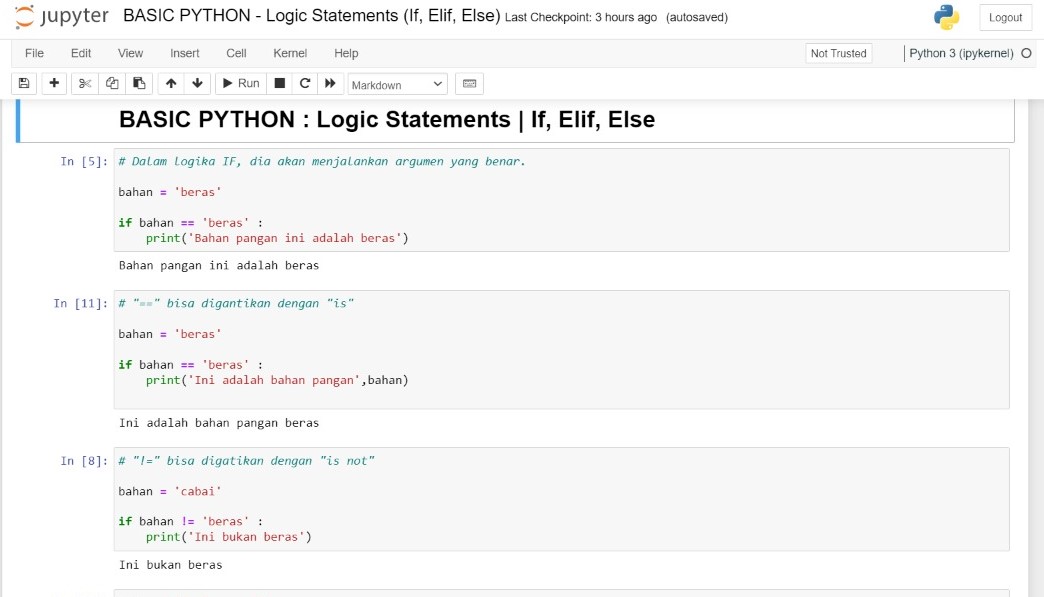 jupyter BASIC PYTHON - Logic Statements (If, Elif, Else) Last Checkpoint: 3 hours ago (autosaved) Logout
File Edit View Insert Cell Kernel Help Not Trusted Python 3 (ipykernel)
Run Markdown
BASIC PYTHON : Logic Statements | If, Elif, Else
In [5]: # Dalam Logika IF, dia akan menjalankan argumen yang benar.
bahan = 'beras'
if bahan == 'beras' :
print('Bahan pangan ini adalah beras')
Bahan pangan ini adalah beras
In [11]: # "==" bisa digantikan dengan "is"
bahan = 'beras'
if bahan == 'beras' :
print('Ini adalah bahan pangan',bahan)
Ini adalah bahan pangan beras
In [8]: # "!=" bisa digatikan dengan "is not"
bahan = 'cabai'
if bahan != 'beras' :
print('Ini bukan beras')
Ini bukan beras